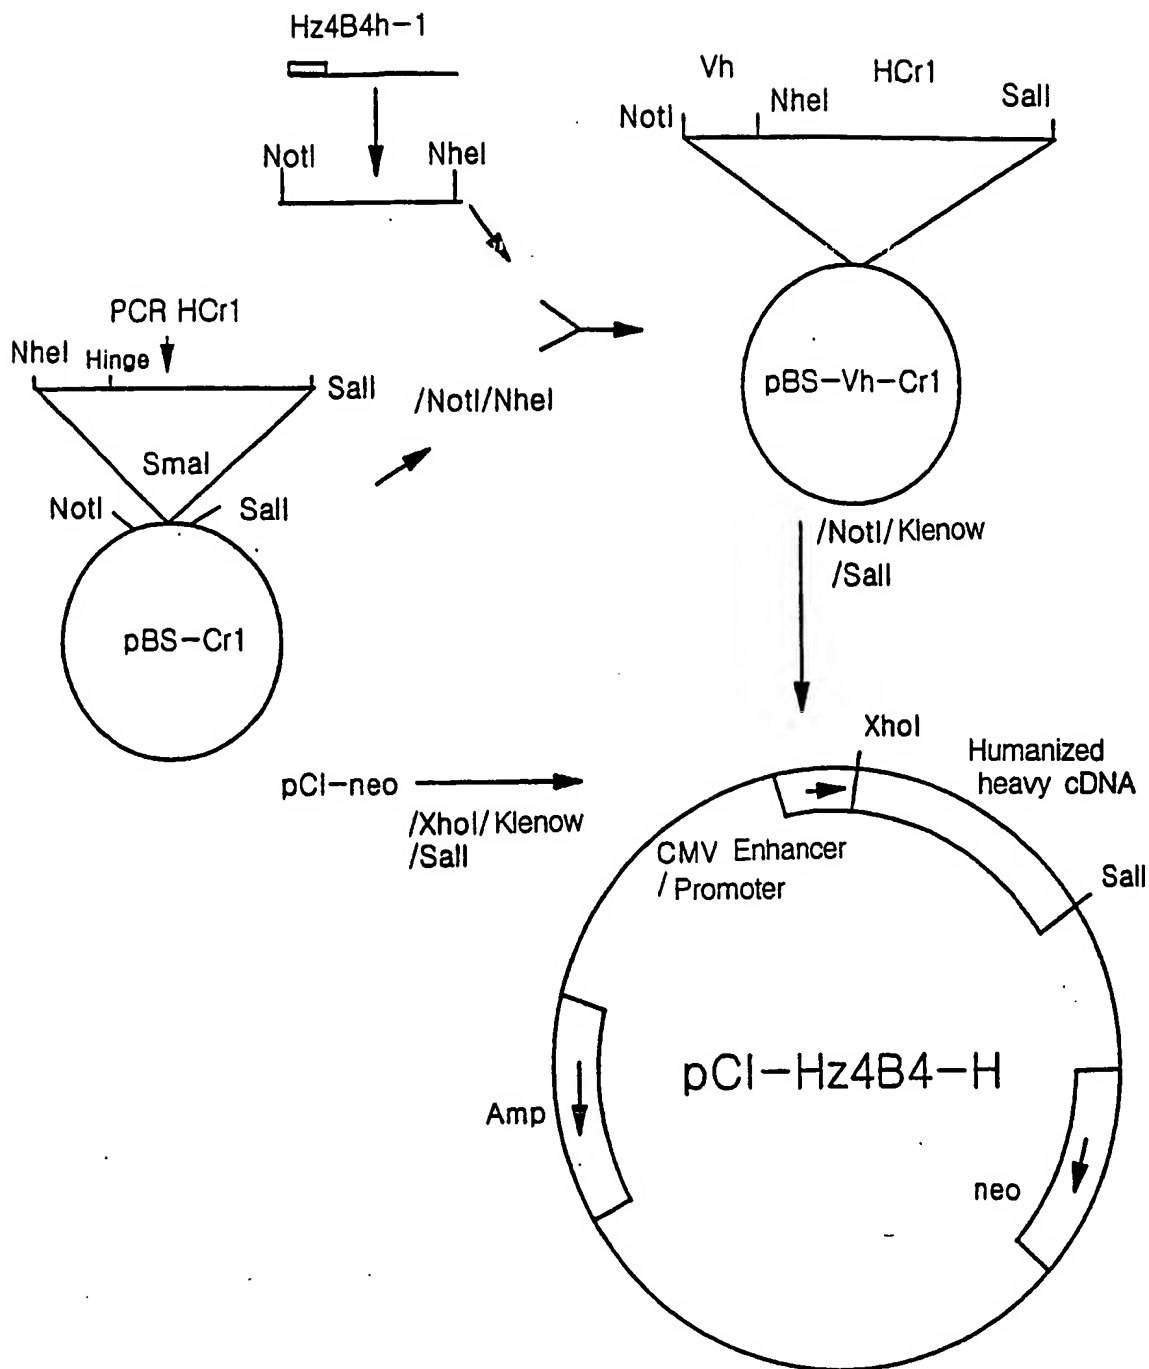 Hz4B4h-1
NotI
NheI
Vh
HCr1
NotI
NheI
SalI
pBS-Vh-Cr1
PCR HCr1
NheI
Hinge
SalI
/NotI/NheI
SmaI
NotI
SalI
pBS-Cr1
/NotI/Klenow
/SalI
pCI-neo
/XhoI/Klenow
/SalI
XhoI
Humanized
heavy cDNA
CMV Enhancer
/Promoter
SalI
pCI-Hz4B4-H
Amp
neo